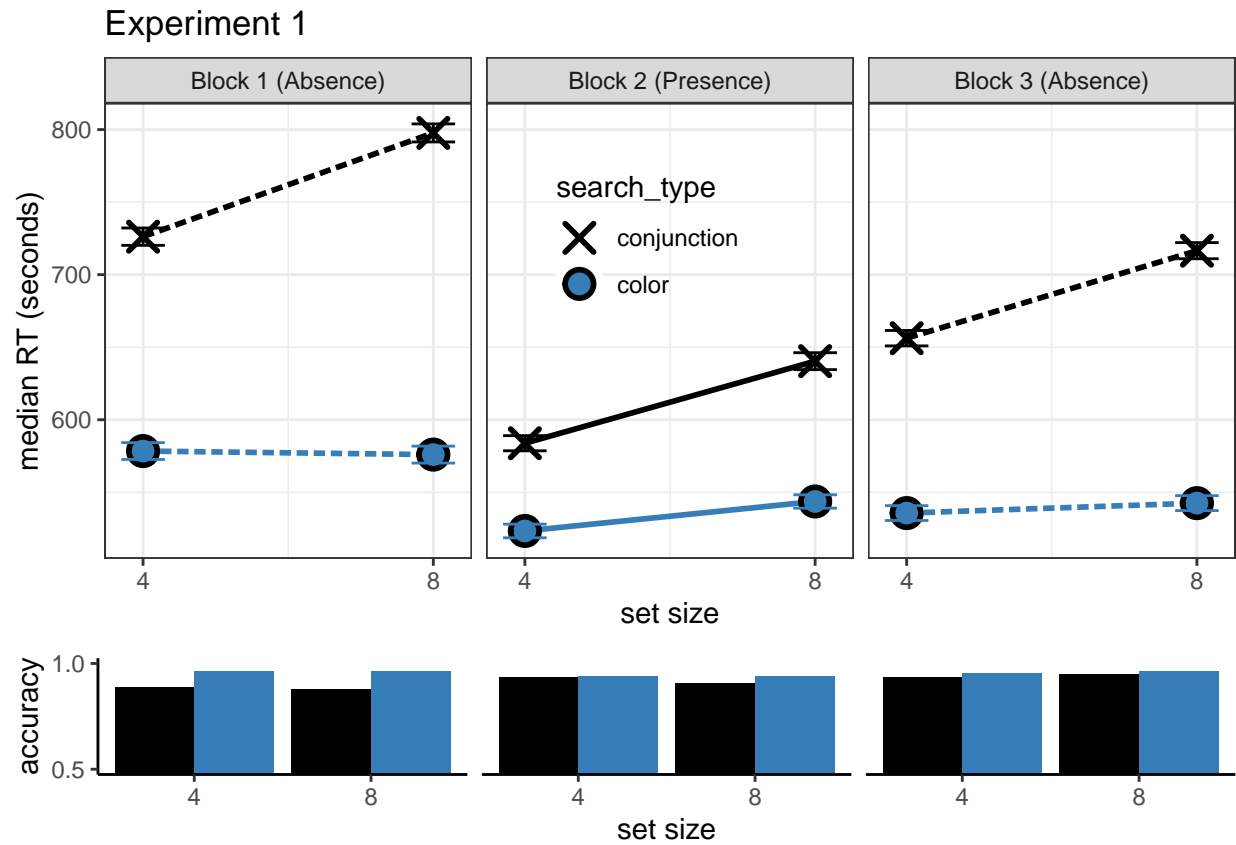 Experiment 1
Block 1 (Absence) Block 2 (Presence) Block 3 (Absence)
median RT (seconds)
800
700
600
search_type
conjunction
color
4 8 4 8 4 8
set size
accuracy
1.0
0.5
4 8 4 8 4 8
set size